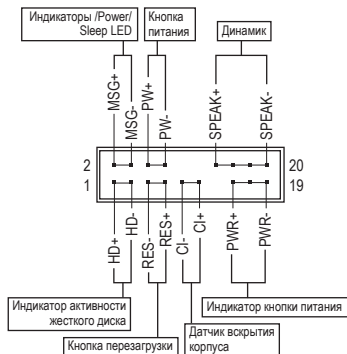 Индикаторы /Power/
Sleep LED
Кнопка
питания
Динамик
MSG+
MSG-
PW+
PW-
SPEAK+
SPEAK-
2
20
1
19
HD+
HD-
RES-
RES+
CI-
CI+
PWR+
PWR-
Индикатор активности
жесткого диска
Индикатор кнопки питания
Кнопка перезагрузки
Датчик вскрытия
корпуса